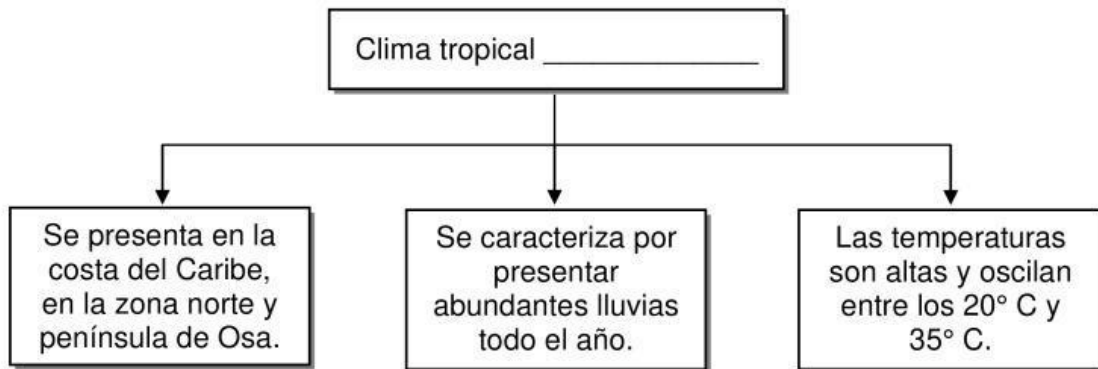 Clima tropical ______________
Se presenta en la
costa del Caribe,
en la zona norte y
península de Osa.
Se caracteriza por
presentar
abundantes lluvias
todo el año.
Las temperaturas
son altas y oscilan
entre los 20° C y
35° C.